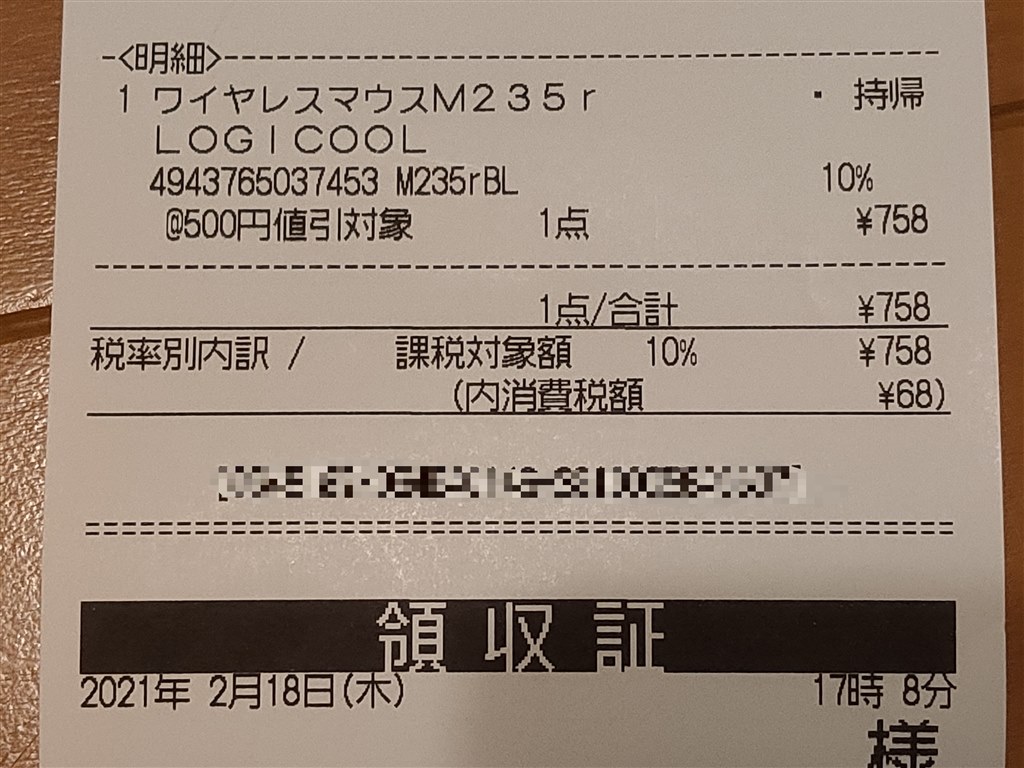 -<明細>--------------------------------
1 ワイヤレスマウスM235r ・ 持帰
LOGICOOL
4943765037453 M235rBL 10%
@500円値引対象 1点 ¥758
1点/合計 ¥758
税率別内訳 / 課税対象額 10% ¥758
(内消費税額 ¥68)
領収証
2021年 2月18日(木) 17時 8分
様